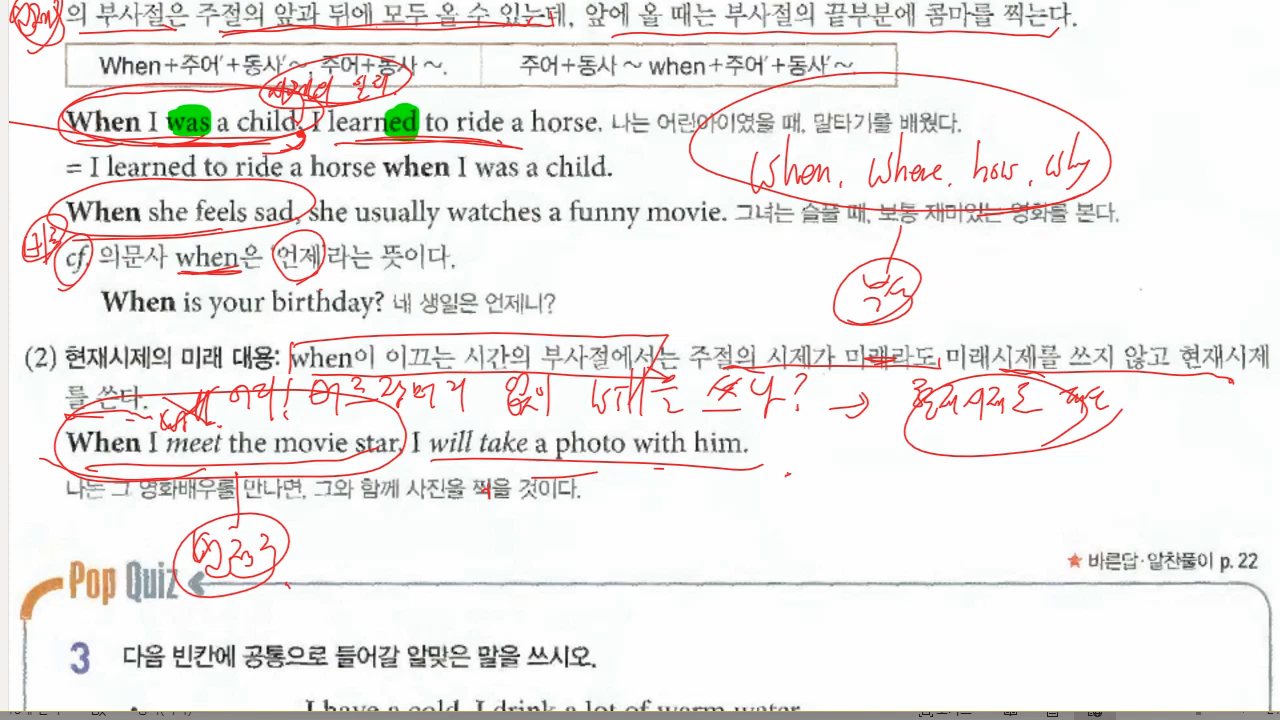 의 부사절은 주절의 앞과 뒤에 모두 올 수 있는데, 앞에 올 때는 부사절의 끝부분에 콤마를 찍는다.
When+주어´+동사´ ~, 주어+동사 ~. 주어+동사 ~ when+주어´+동사´ ~.
When I was a child, I learned to ride a horse. 나는 어린아이였을 때, 말타기를 배웠다.
when, where, how, why
= I learned to ride a horse when I was a child.
When she feels sad, she usually watches a funny movie. 그녀는 슬플 때, 보통 재미있는 영화를 본다.
cf. 의문사 when은 '언제'라는 뜻이다.
When is your birthday? 네 생일은 언제니?
(2) 현재시제의 미래 대용: when이 이끄는 시간의 부사절에서는 주절의 시제가 미래라도 미래시제를 쓰지 않고 현재시제
를 쓴다.
When I meet the movie star, I will take a photo with him.
나는 그 영화배우를 만나면, 그와 함께 사진을 찍을 것이다.
★ 바른답·알찬풀이 p. 22
Pop Quiz
3 다음 빈칸에 공통으로 들어갈 알맞은 말을 쓰시오.
I have a cold, I drink a lot of warm water